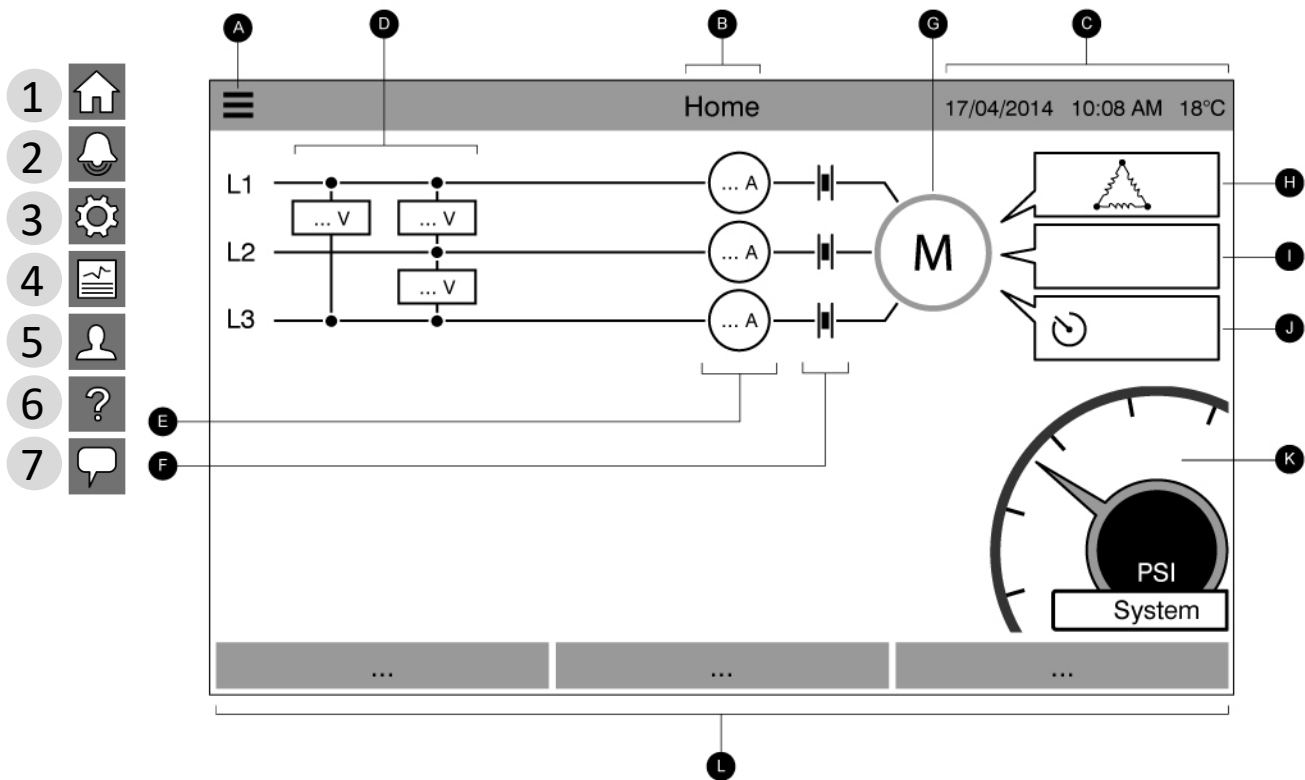 A
D
B
G
C
1
2
3
4
5
6
7
Home
17/04/2014 10:08 AM 18°C
L1
... A
H
... V
... V
L2
... A
M
I
... V
L3
... A
J
E
F
K
PSI
System
...
...
...
L